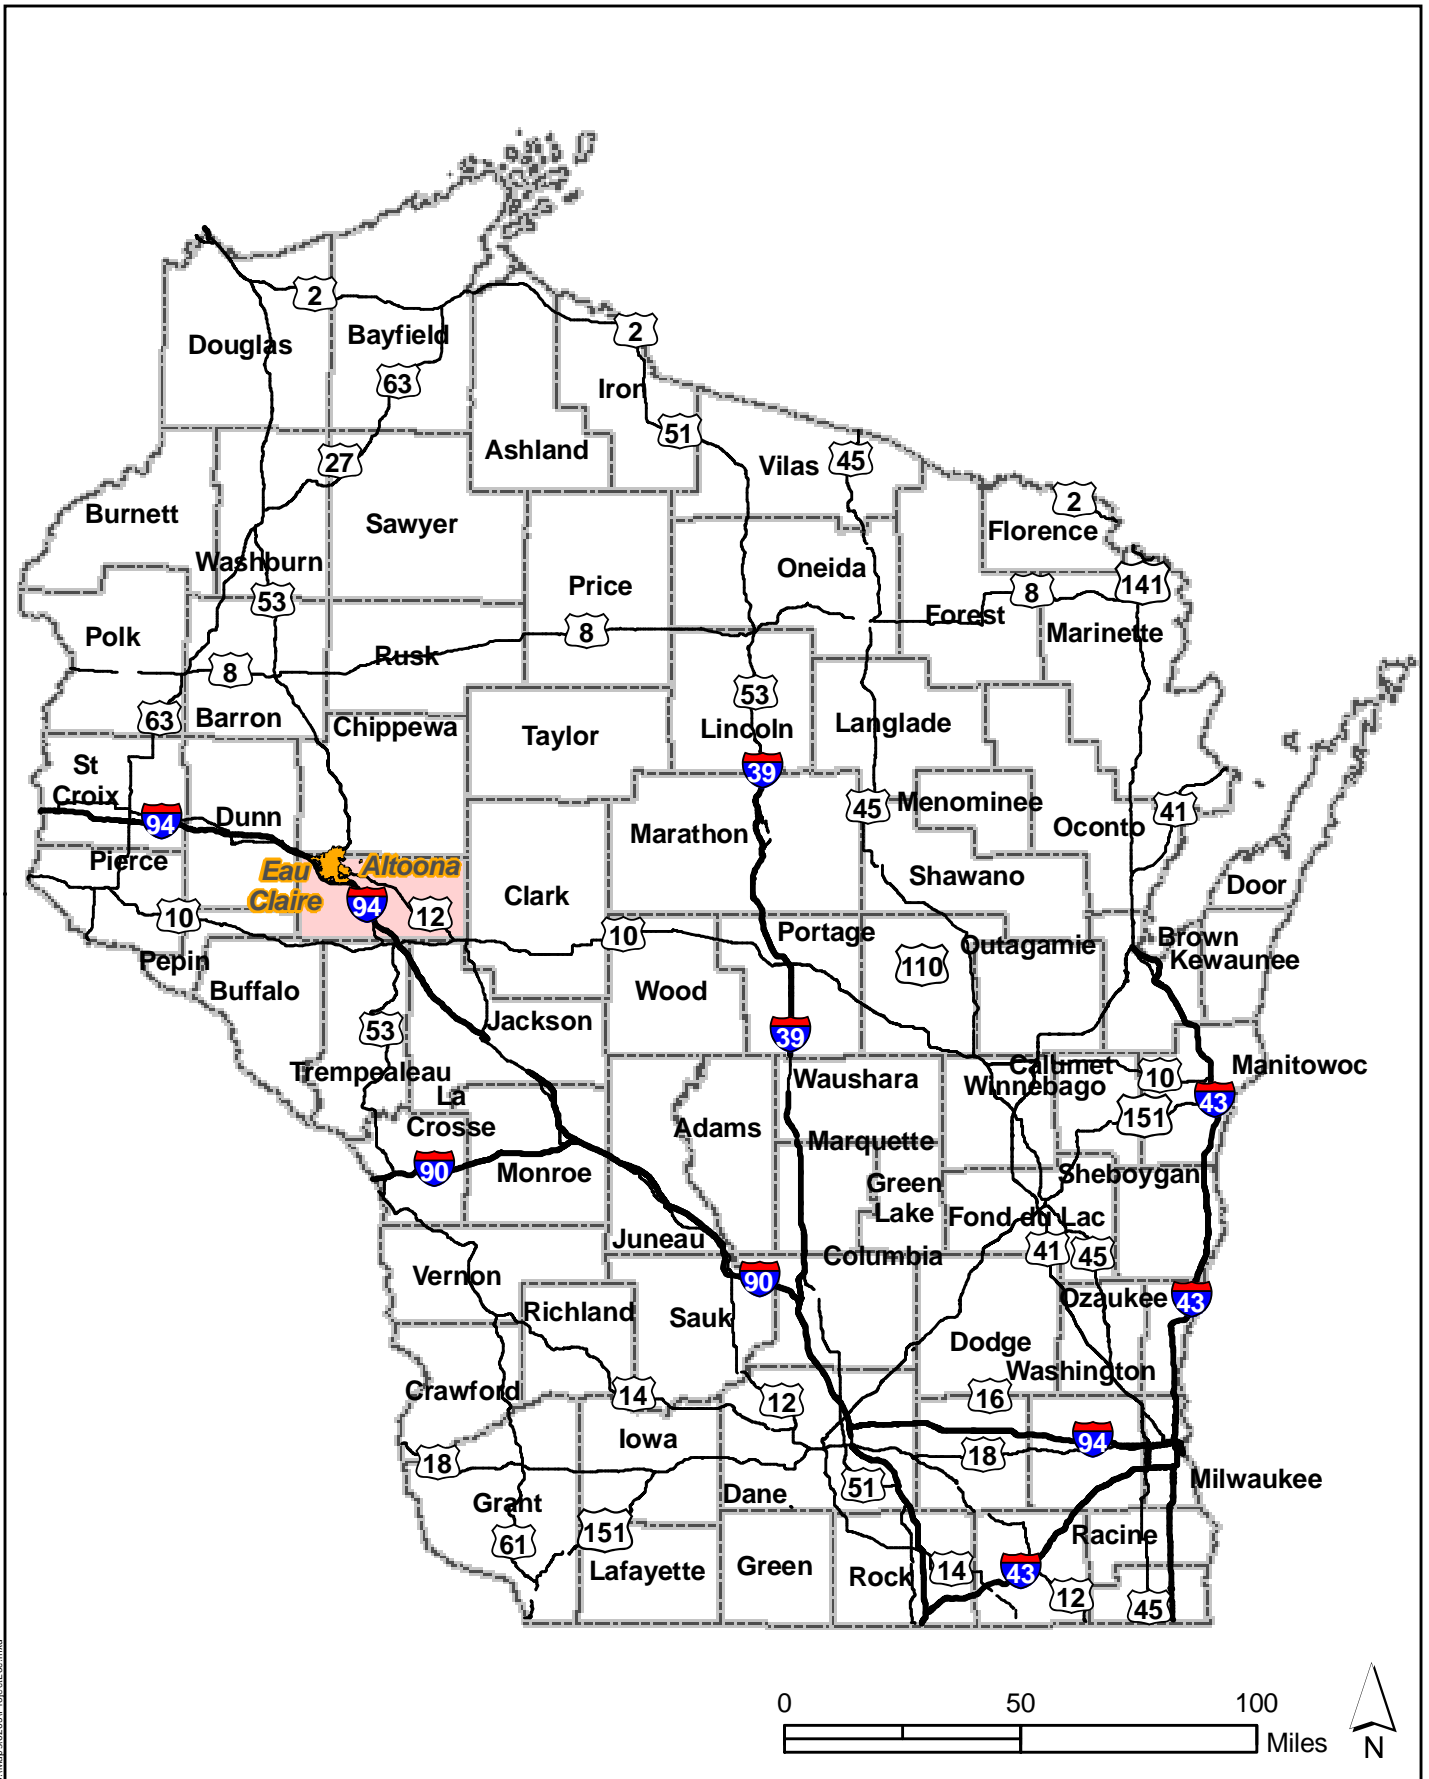 2
Douglas
Bayfield
2
63
Iron
51
Ashland
27
Vilas
45
Burnett
Sawyer
2
Florence
Washburn
Oneida
Price
53
8
141
Polk
8
Forest
Marinette
Rusk
8
53
63
Barron
Chippewa
Taylor
Lincoln
Langlade
St
Croix
39
94
Dunn
Marathon
45
Menominee
41
Oconto
Pierce
Eau
Claire
Altoona
94
12
Clark
Shawano
Door
10
10
Portage
110
Outagamie
Brown
Kewaunee
Pepin
Buffalo
Wood
53
Jackson
39
Trempealeau
Waushara
Calumet
Winnebago
10
Manitowoc
La
Crosse
Adams
43
151
Marquette
90
Monroe
Green
Lake
Sheboygan
Fond du Lac
Juneau
Columbia
41
45
Vernon
90
Richland
Sauk
Ozaukee
43
Dodge
Washington
Crawford
14
12
16
Iowa
94
18
18
51
Milwaukee
Grant
Dane
61
151
Racine
Lafayette
Green
Rock
14
43
12
45
0 50 100
Miles
N